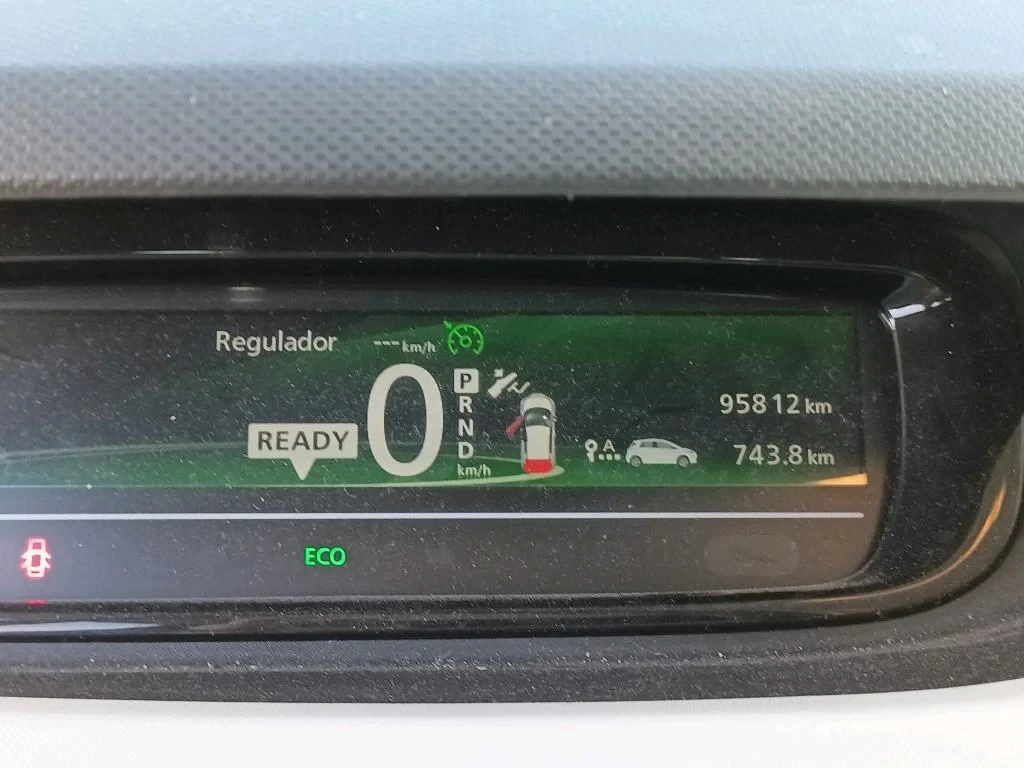 Regulador --- km/h
0
P
R
N
D
km/h
READY
A
95812 km
743.8 km
ECO